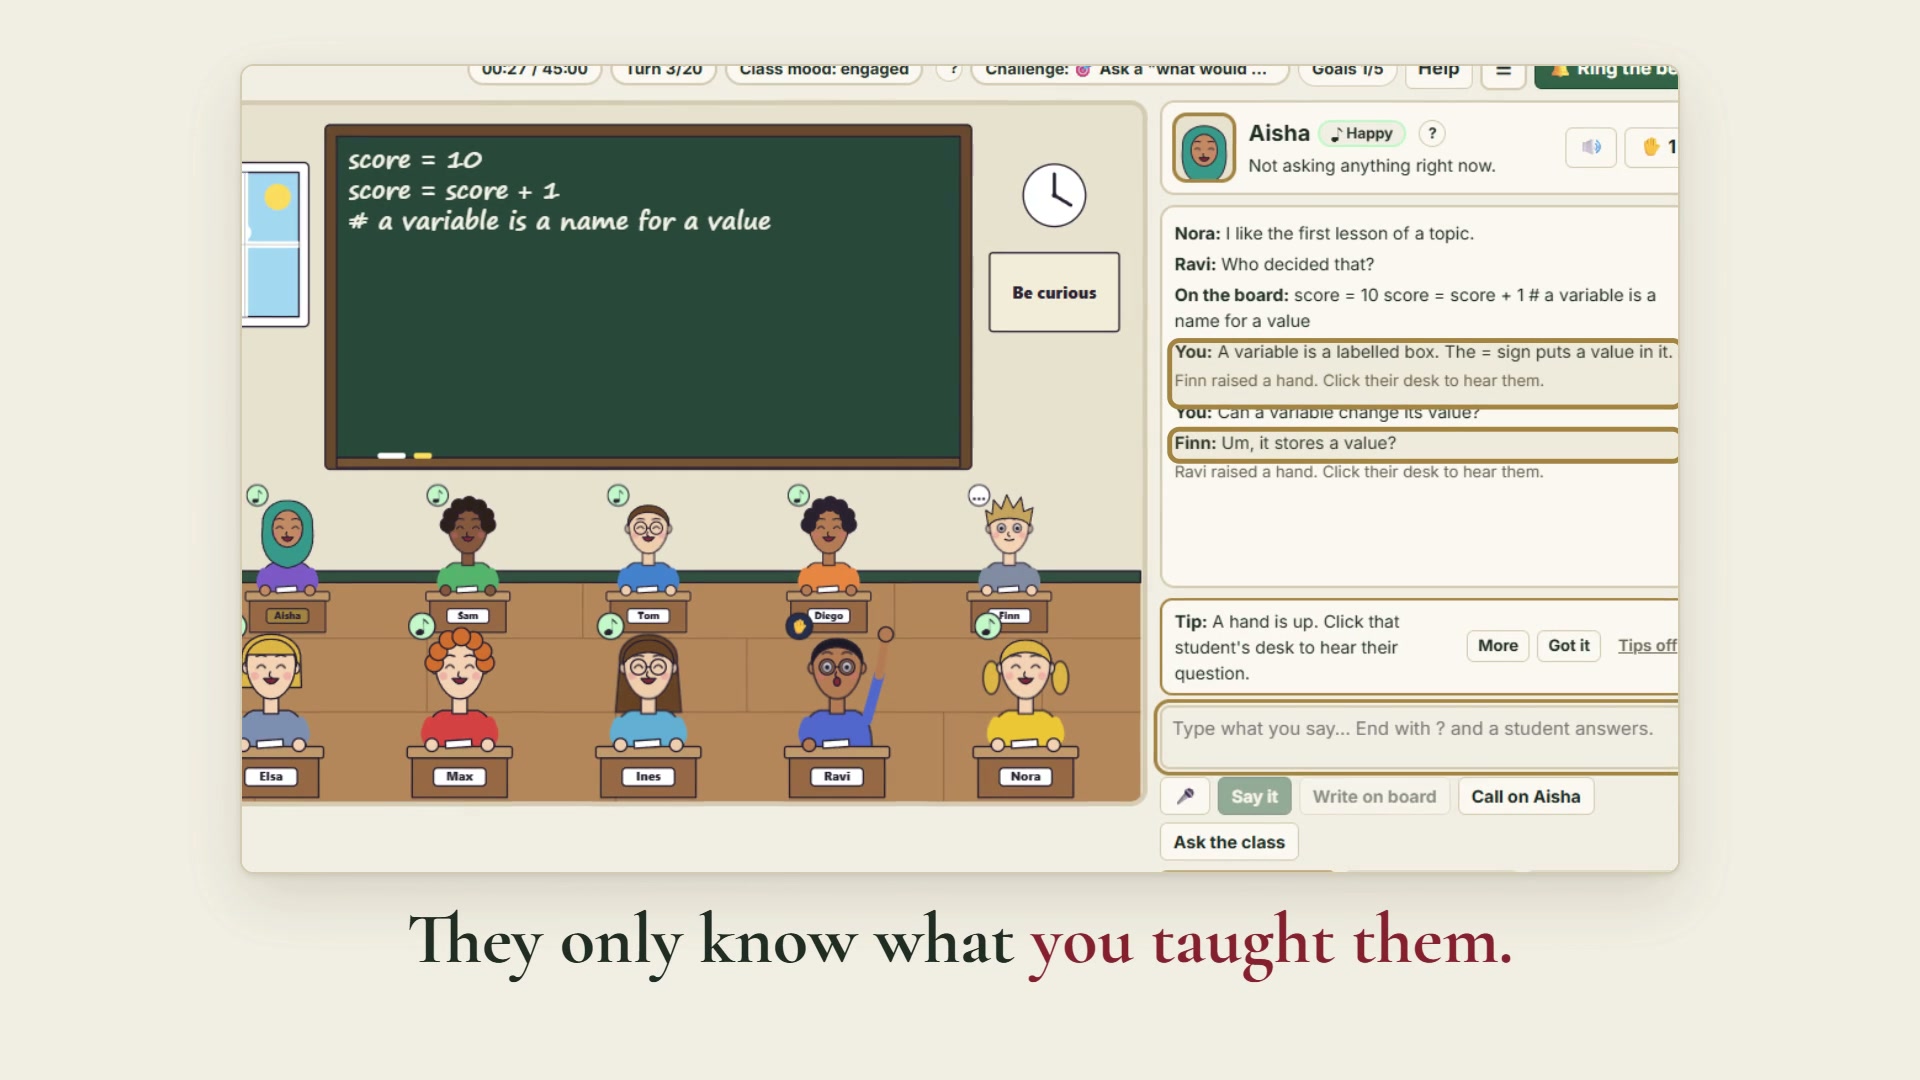 00:27 / 45:00
Turn 3/20
Class mood: engaged
?
Challenge: Ask a "what would ...
Goals 1/5
Help
Ring the be
score = 10
score = score + 1
# a variable is a name for a value
Be curious
Aisha
♪ Happy
?
Not asking anything right now.
1
Nora: I like the first lesson of a topic.
Ravi: Who decided that?
On the board: score = 10 score = score + 1 # a variable is a
name for a value
You: A variable is a labelled box. The = sign puts a value in it.
Finn raised a hand. Click their desk to hear them.
You: Can a variable change its value?
Finn: Um, it stores a value?
Ravi raised a hand. Click their desk to hear them.
Aisha
Sam
Tom
Diego
Finn
Elsa
Max
Ines
Ravi
Nora
Tip: A hand is up. Click that
student's desk to hear their
question.
More
Got it
Tips off
Type what you say... End with ? and a student answers.
Say it
Write on board
Call on Aisha
Ask the class
They only know what you taught them.